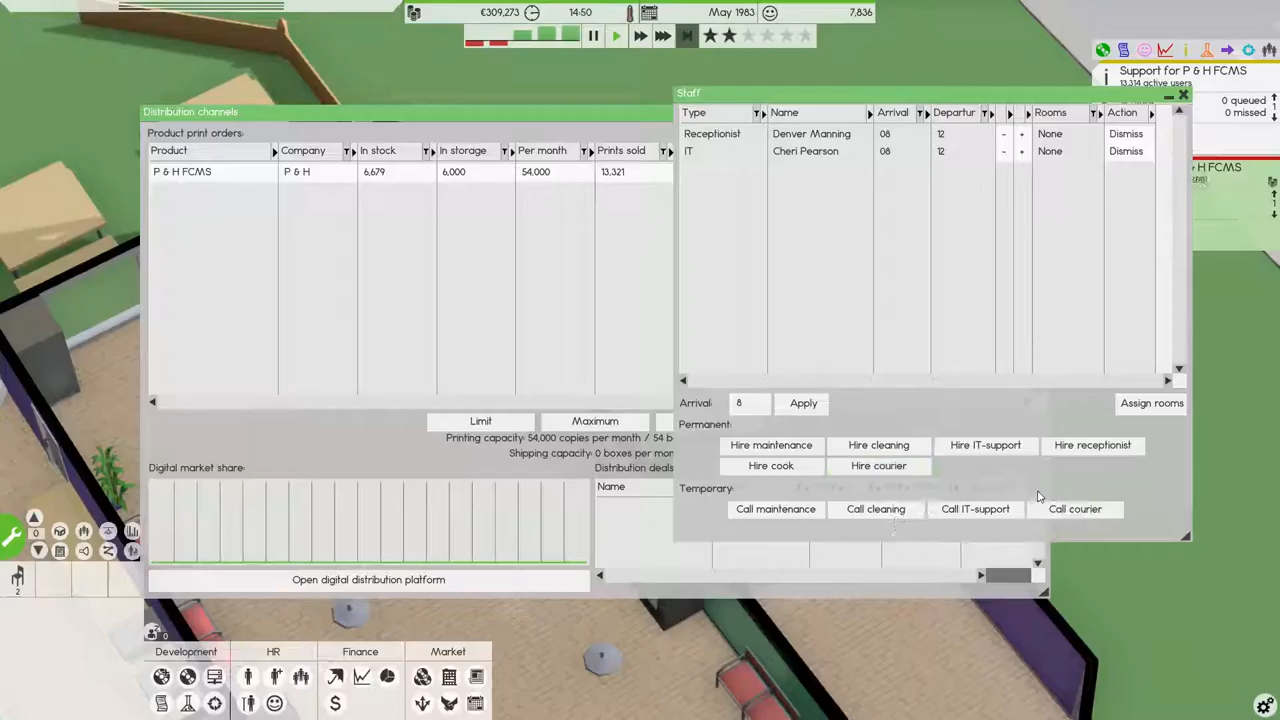 €309,273
14:50
May 1983
7,836
Support for P & H FCMS
13,314 active users
0 queued
0 missed
H FCMS
Distribution channels
Product print orders:
Product Company In stock In storage Per month Prints sold
P & H FCMS P & H 6,679 6,000 54,000 13,321
Limit Maximum
Printing capacity: 54,000 copies per month / 54 b
Shipping capacity: 0 boxes per mon
Digital market share: Distribution deals
Name
Open digital distribution platform
Staff
Type Name Arrival Departur Rooms Action
Receptionist Denver Manning 08 12 - + None Dismiss
IT Cheri Pearson 08 12 - + None Dismiss
Arrival: 8 Apply Assign rooms
Permanent:
Hire maintenance Hire cleaning Hire IT-support Hire receptionist
Hire cook Hire courier
Temporary:
Call maintenance Call cleaning Call IT-support Call courier
0
2
0
Development HR Finance Market